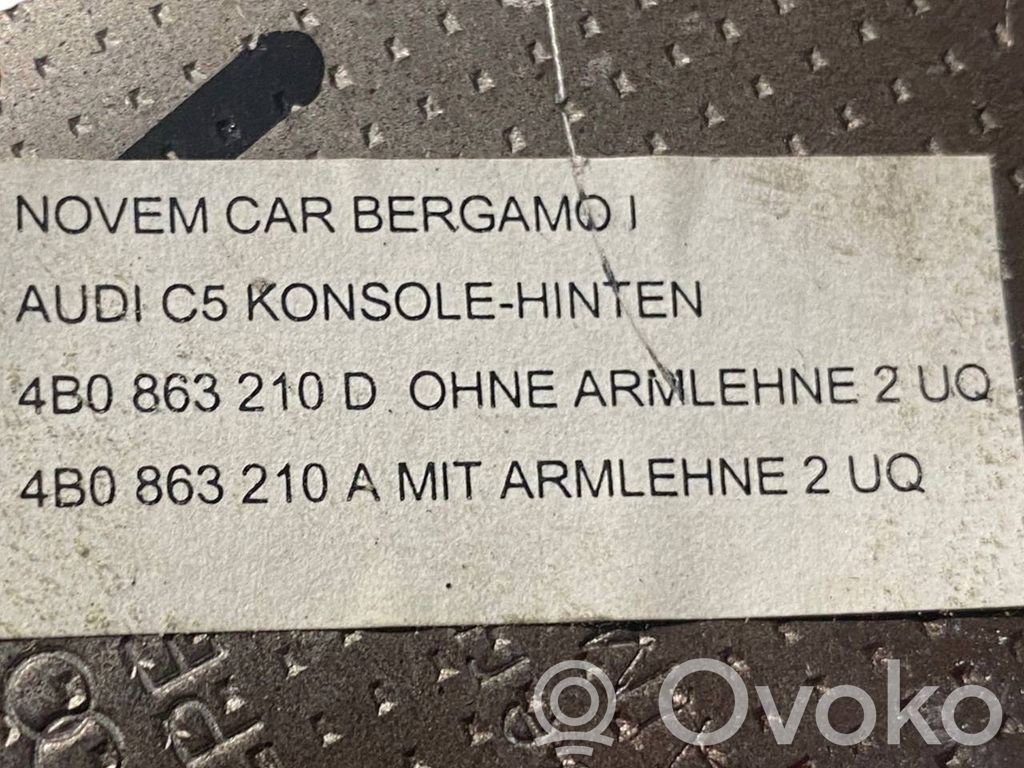 NOVEM CAR BERGAMO I
AUDI C5 KONSOLE-HINTEN
4B0 863 210 D OHNE ARMLEHNE 2 UQ
4B0 863 210 A MIT ARMLEHNE 2 UQ
Ovoko